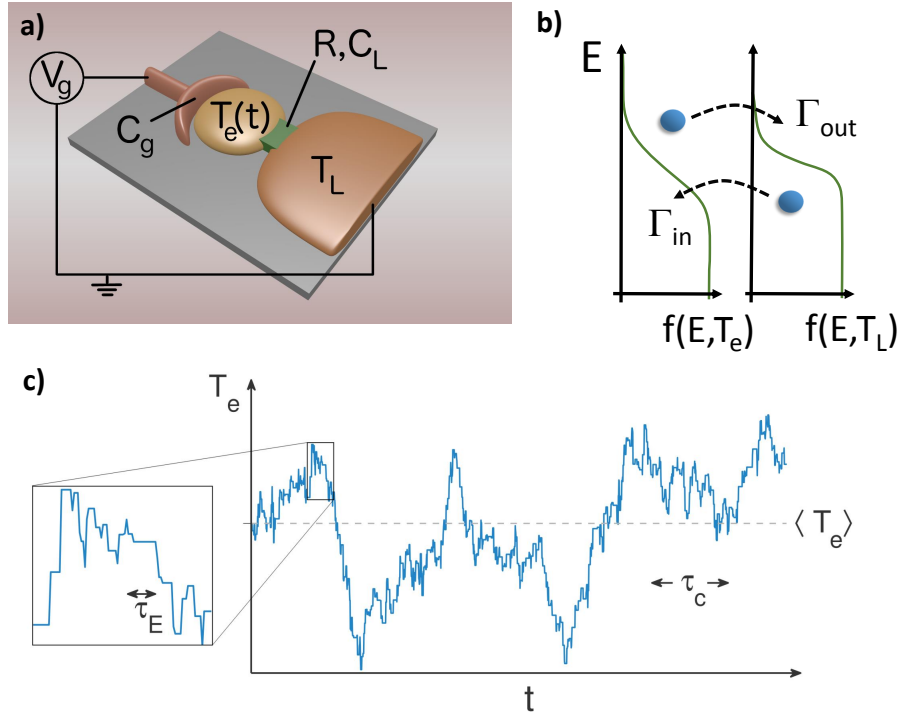 a)
V_g
C_g
T_e(t)
R,C_L
T_L
b)
E
Γ_out
Γ_in
f(E,T_e)
f(E,T_L)
c)
T_e
τ_E
⟨ T_e ⟩
τ_c
t